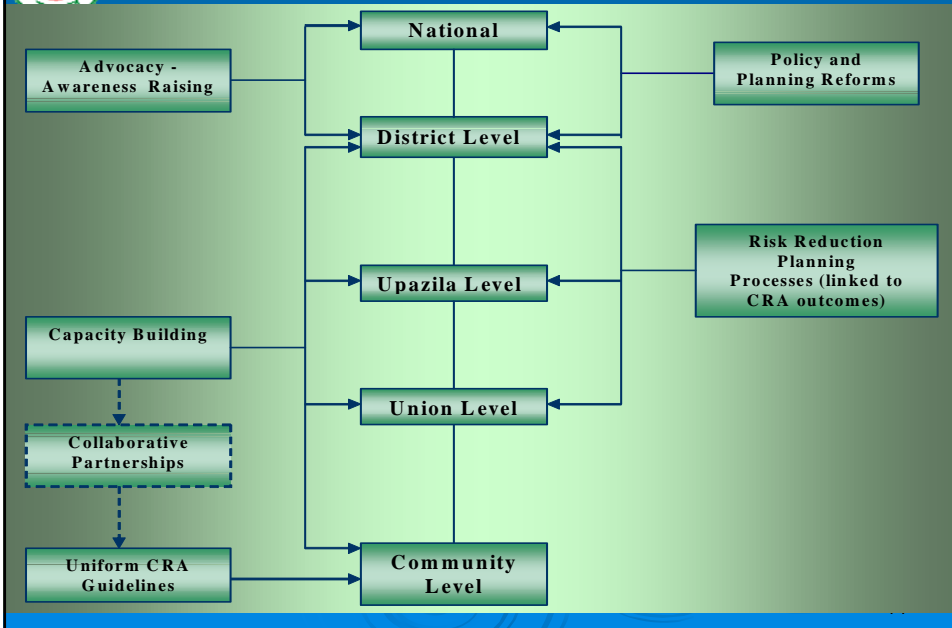 National
Advocacy -
Awareness Raising
Policy and
Planning Reforms
District Level
Risk Reduction
Planning
Processes (linked to
CRA outcomes)
Upazila Level
Capacity Building
Union Level
Collaborative
Partnerships
Uniform CRA
Guidelines
Community
Level